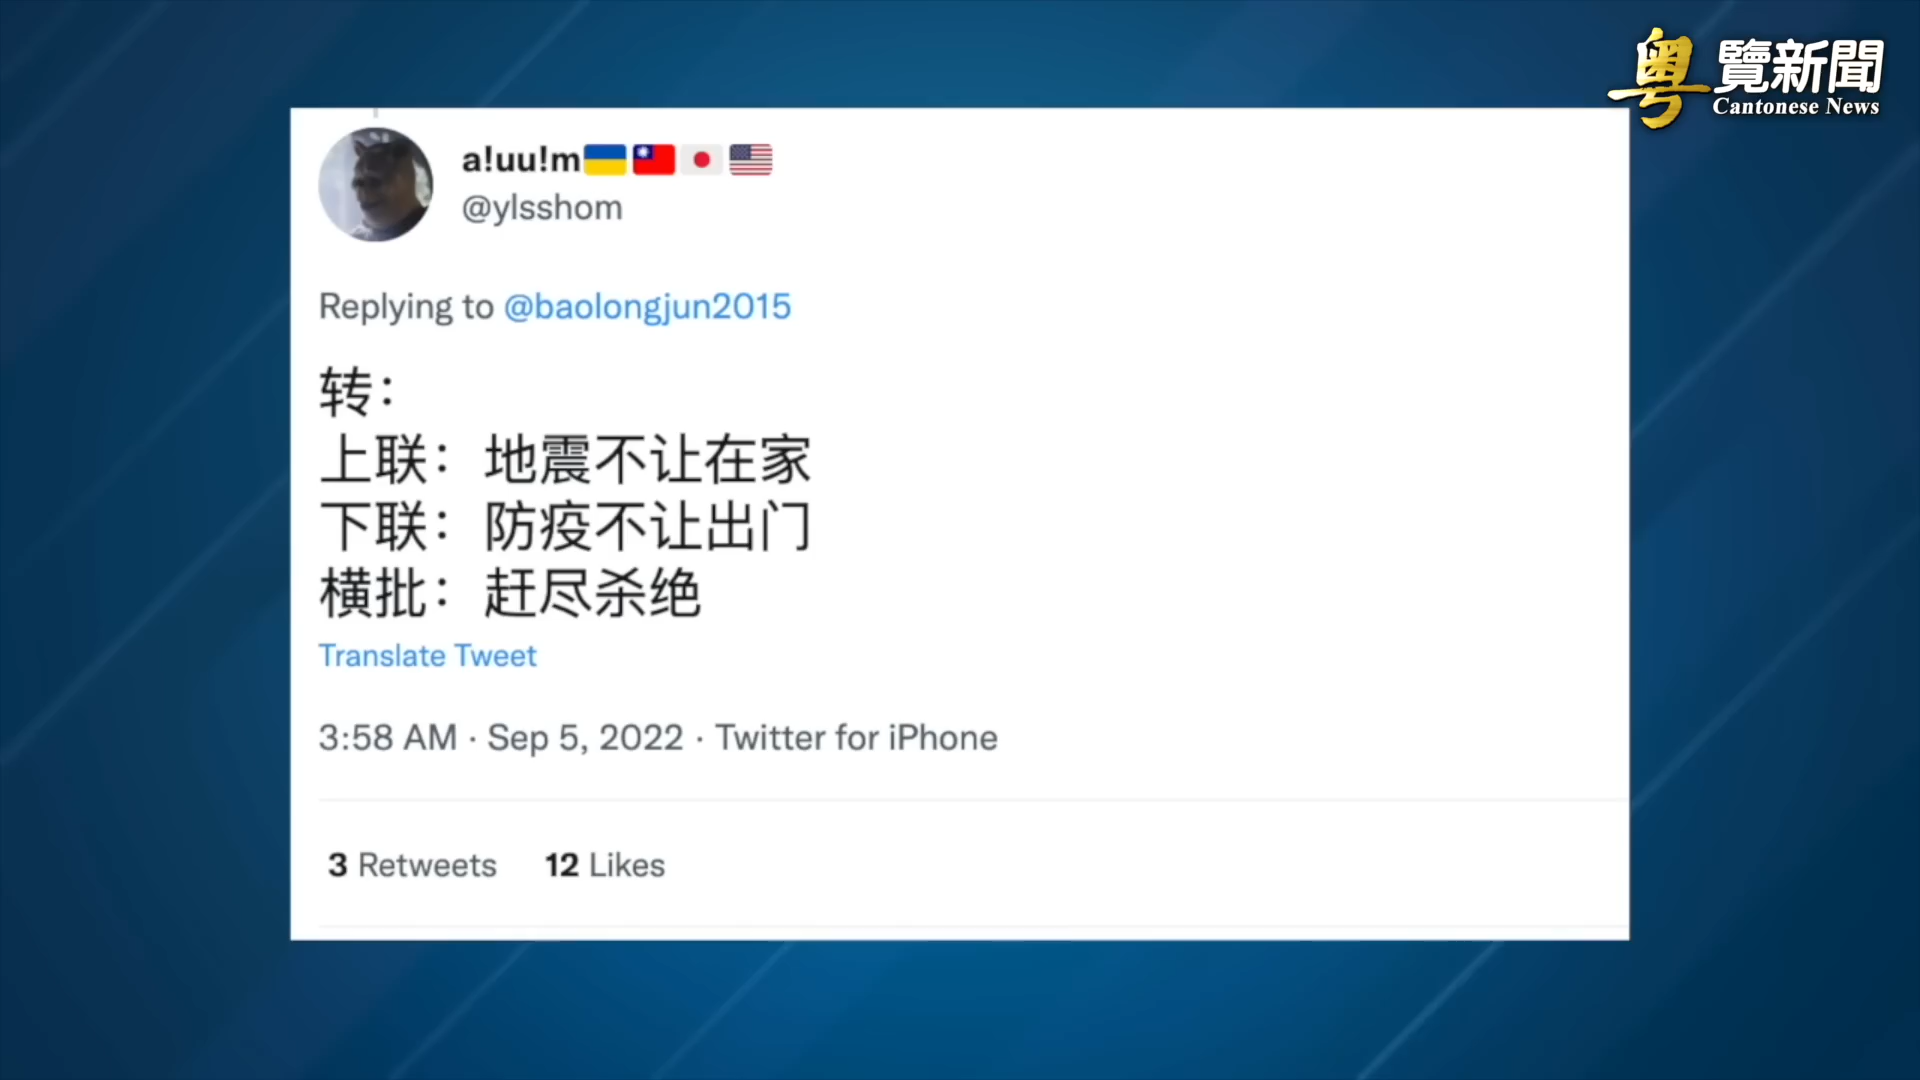 粤覽新聞
Cantonese News
a!uu!m🇺🇦🇹🇼🇯🇵🇺🇸
@ylsshom
Replying to @baolongjun2015
转：
上联：地震不让在家
下联：防疫不让出门
横批：赶尽杀绝
Translate Tweet
3:58 AM · Sep 5, 2022 · Twitter for iPhone
3 Retweets 12 Likes